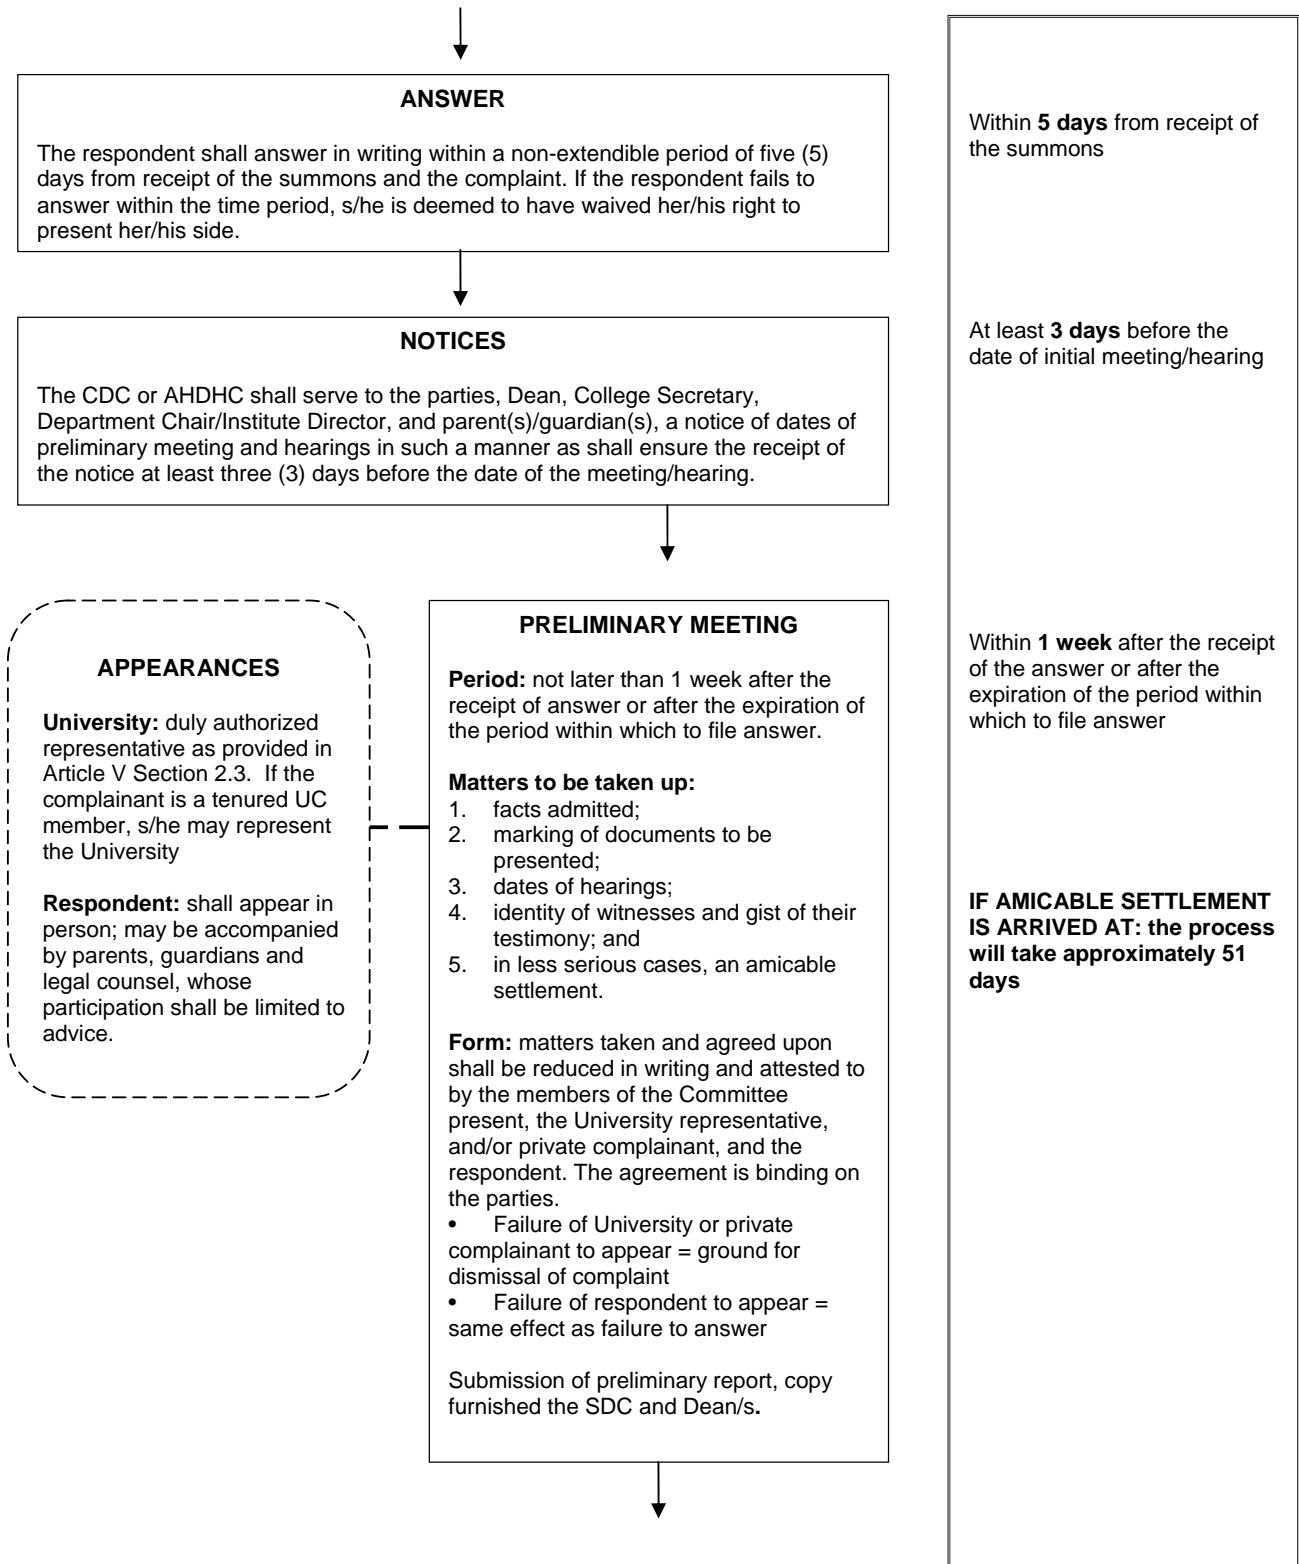 ANSWER
The respondent shall answer in writing within a non-extendible period of five (5)
days from receipt of the summons and the complaint. If the respondent fails to
answer within the time period, s/he is deemed to have waived her/his right to
present her/his side.
Within 5 days from receipt of
the summons
NOTICES
The CDC or AHDHC shall serve to the parties, Dean, College Secretary,
Department Chair/Institute Director, and parent(s)/guardian(s), a notice of dates of
preliminary meeting and hearings in such a manner as shall ensure the receipt of
the notice at least three (3) days before the date of the meeting/hearing.
At least 3 days before the
date of initial meeting/hearing
APPEARANCES
University: duly authorized
representative as provided in
Article V Section 2.3.  If the
complainant is a tenured UC
member, s/he may represent
the University
Respondent: shall appear in
person; may be accompanied
by parents, guardians and
legal counsel, whose
participation shall be limited to
advice.
PRELIMINARY MEETING
Period: not later than 1 week after the
receipt of answer or after the expiration of
the period within which to file answer.
Matters to be taken up:
1. facts admitted;
2. marking of documents to be
presented;
3. dates of hearings;
4. identity of witnesses and gist of their
testimony; and
5. in less serious cases, an amicable
settlement.
Form: matters taken and agreed upon
shall be reduced in writing and attested to
by the members of the Committee
present, the University representative,
and/or private complainant, and the
respondent. The agreement is binding on
the parties.
• Failure of University or private
complainant to appear = ground for
dismissal of complaint
• Failure of respondent to appear =
same effect as failure to answer
Submission of preliminary report, copy
furnished the SDC and Dean/s.
Within 1 week after the receipt
of the answer or after the
expiration of the period within
which to file answer
IF AMICABLE SETTLEMENT
IS ARRIVED AT: the process
will take approximately 51
days